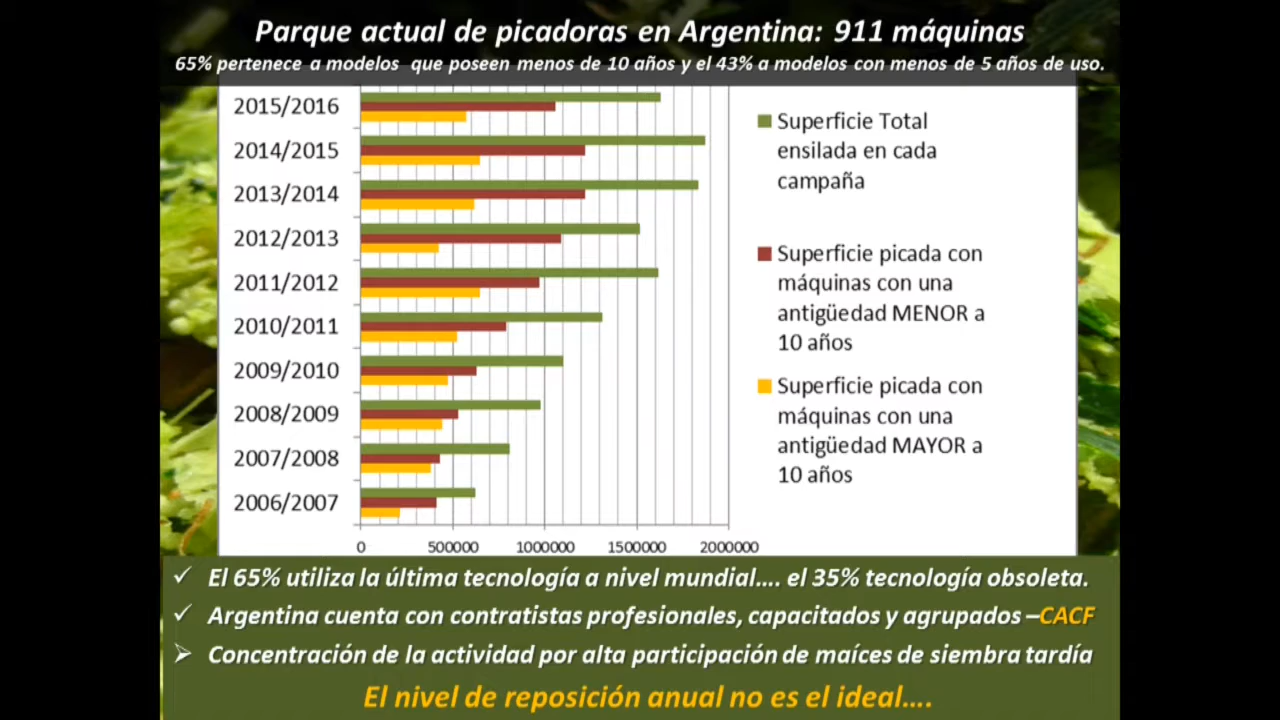 Parque actual de picadoras en Argentina: 911 máquinas
65% pertenece a modelos que poseen menos de 10 años y el 43% a modelos con menos de 5 años de uso.
2015/2016
2014/2015
2013/2014
2012/2013
2011/2012
2010/2011
2009/2010
2008/2009
2007/2008
2006/2007
0 500000 1000000 1500000 2000000
Superficie Total
ensilada en cada
campaña
Superficie picada con
máquinas con una
antigüedad MENOR a
10 años
Superficie picada con
máquinas con una
antigüedad MAYOR a
10 años
✓ El 65% utiliza la última tecnología a nivel mundial…. el 35% tecnología obsoleta.
✓ Argentina cuenta con contratistas profesionales, capacitados y agrupados –CACF
➢ Concentración de la actividad por alta participación de maíces de siembra tardía
El nivel de reposición anual no es el ideal….